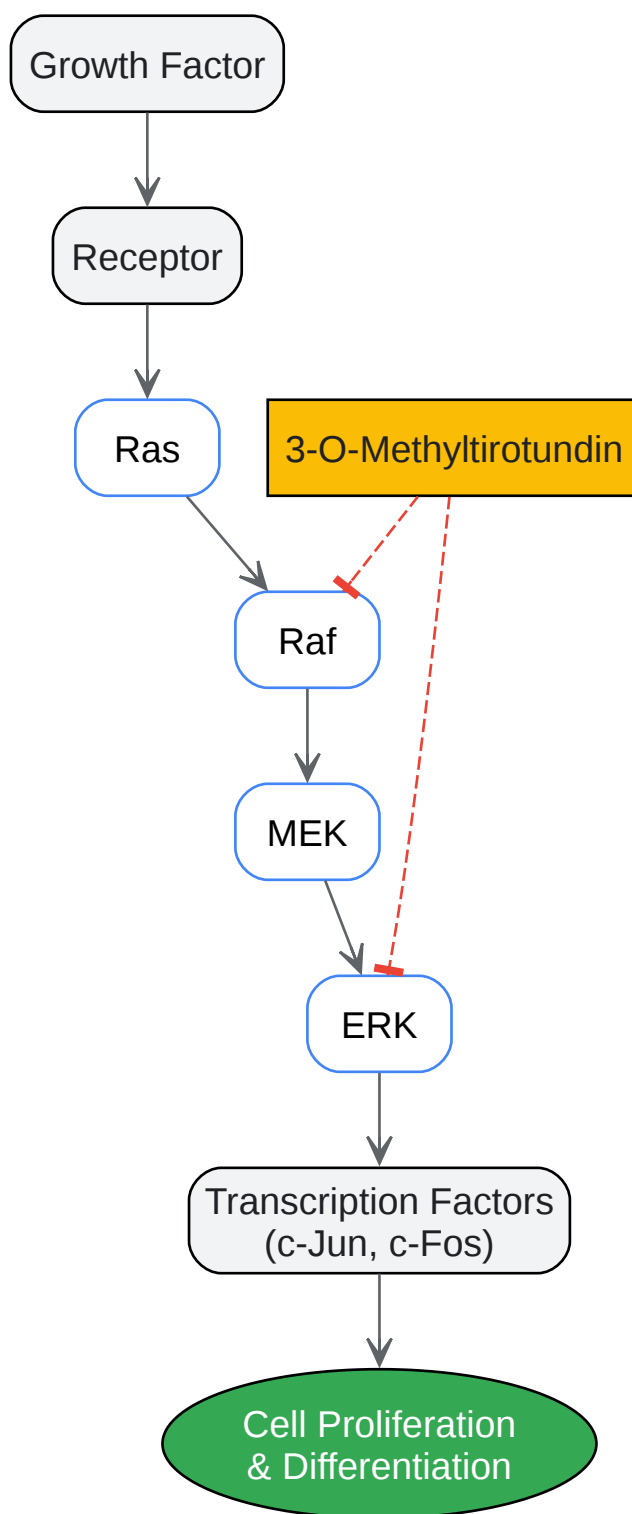 Growth Factor
Receptor
Ras
3-O-Methyltirotundin
Raf
MEK
ERK
Transcription Factors
(c-Jun, c-Fos)
Cell Proliferation
& Differentiation